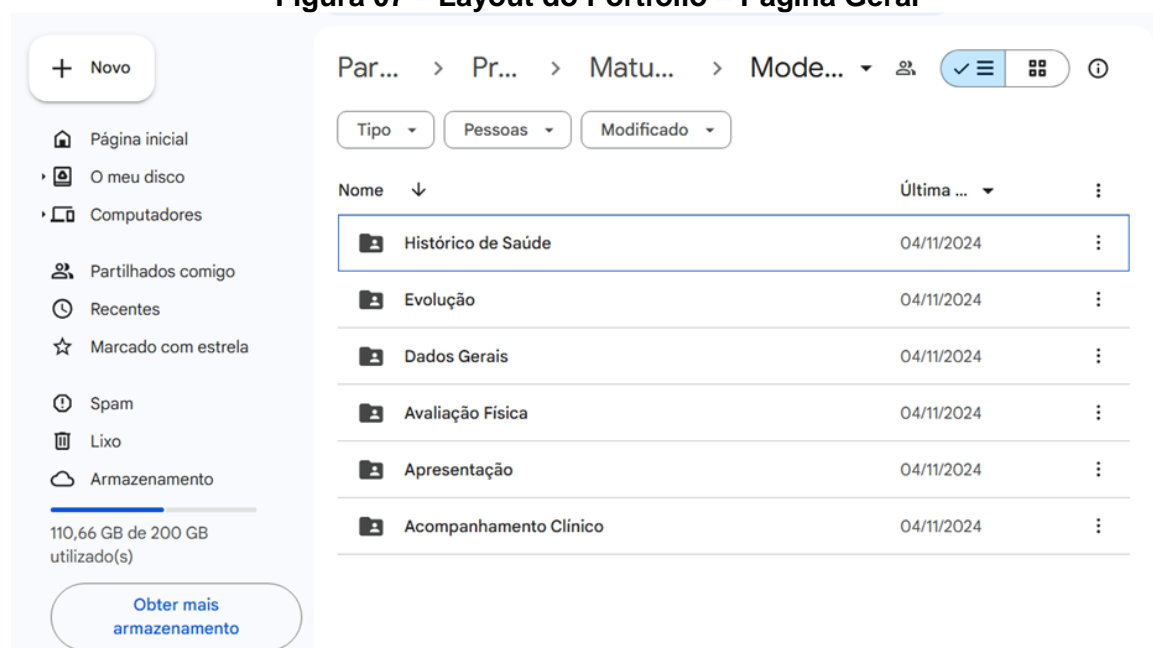 Figura 07 – Layout do Portfólio – Página Geral
Novo
Página inicial
O meu disco
Computadores
Partilhados comigo
Recentes
Marcado com estrela
Spam
Lixo
Armazenamento
110,66 GB de 200 GB
utilizado(s)
Obter mais
armazenamento
Par... > Pr... > Matu... > Mode...
Tipo Pessoas Modificado
Nome Última ...
Histórico de Saúde 04/11/2024
Evolução 04/11/2024
Dados Gerais 04/11/2024
Avaliação Física 04/11/2024
Apresentação 04/11/2024
Acompanhamento Clínico 04/11/2024